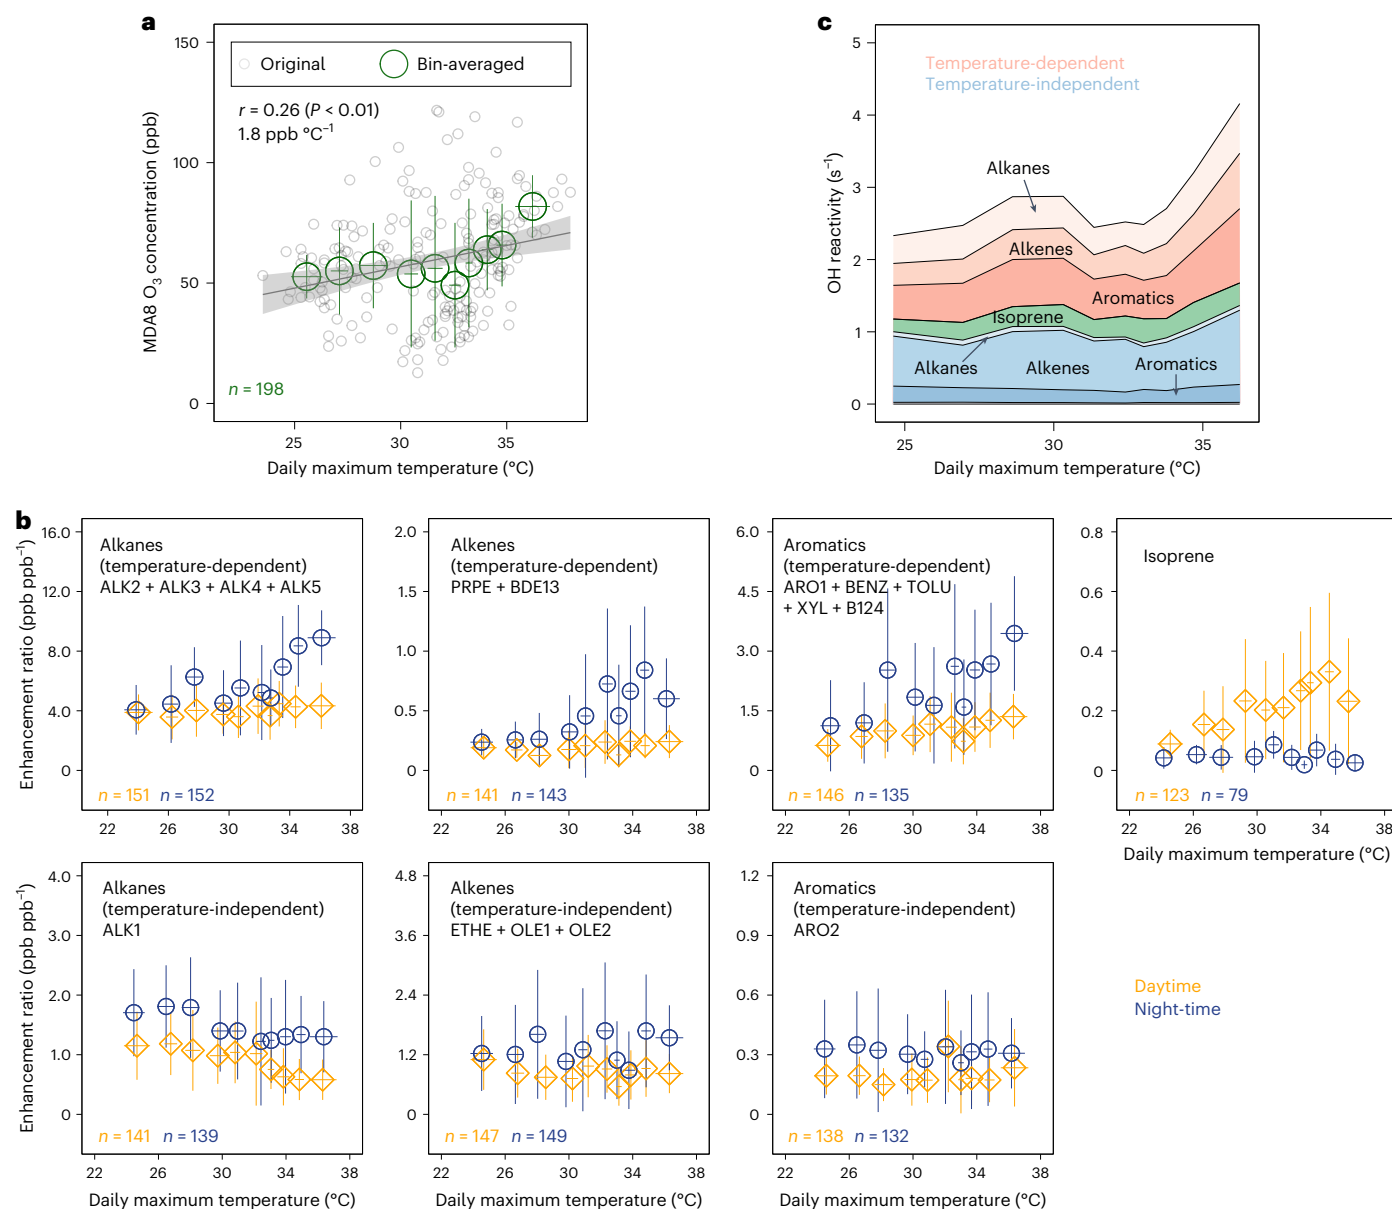 a
150
100
50
0
MDA8 O3 concentration (ppb)
Original
Bin-averaged
r = 0.26 (P < 0.01)
1.8 ppb °C−1
n = 198
25 30 35
Daily maximum temperature (°C)
c
5
4
3
2
1
0
OH reactivity (s−1)
Temperature-dependent
Temperature-independent
Alkanes
Alkenes
Aromatics
Isoprene
Alkanes
Alkenes
Aromatics
25 30 35
Daily maximum temperature (°C)
b
Enhancement ratio (ppb ppb−1)
16.0
12.0
8.0
4.0
0
Alkanes
(temperature-dependent)
ALK2 + ALK3 + ALK4 + ALK5
n = 151 n = 152
22 26 30 34 38
2.0
1.5
1.0
0.5
0
Alkenes
(temperature-dependent)
PRPE + BDE13
n = 141 n = 143
22 26 30 34 38
6.0
4.5
3.0
1.5
0
Aromatics
(temperature-dependent)
ARO1 + BENZ + TOLU
+ XYL + B124
n = 146 n = 135
22 26 30 34 38
0.8
0.6
0.4
0.2
0
Isoprene
n = 123 n = 79
22 26 30 34 38
Daily maximum temperature (°C)
Enhancement ratio (ppb ppb−1)
4.0
3.0
2.0
1.0
0
Alkanes
(temperature-independent)
ALK1
n = 141 n = 139
22 26 30 34 38
Daily maximum temperature (°C)
4.8
3.6
2.4
1.2
0
Alkenes
(temperature-independent)
ETHE + OLE1 + OLE2
n = 147 n = 149
22 26 30 34 38
Daily maximum temperature (°C)
1.2
0.9
0.6
0.3
0
Aromatics
(temperature-independent)
ARO2
n = 138 n = 132
22 26 30 34 38
Daily maximum temperature (°C)
Daytime
Night-time